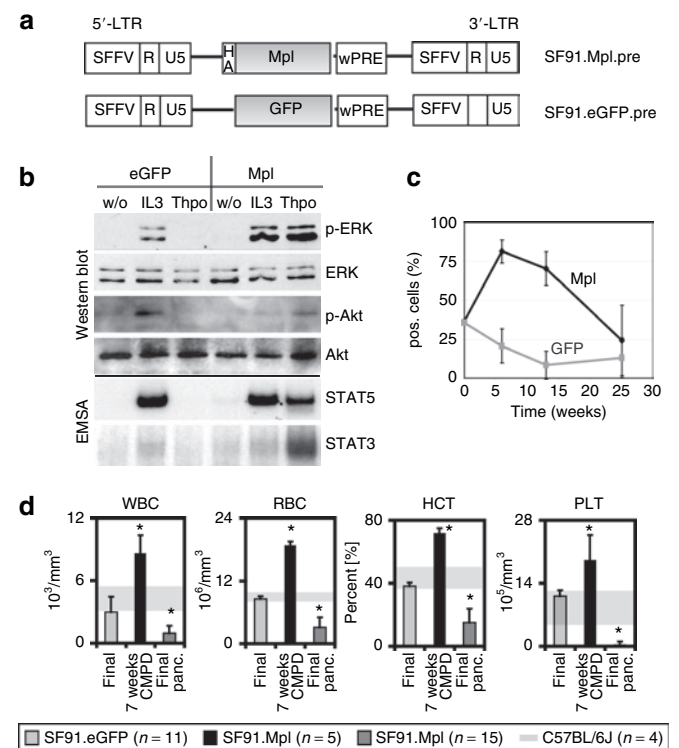 a
5′-LTR 3′-LTR
SFFV R U5 HA Mpl wPRE SFFV R U5 SF91.Mpl.pre
SFFV R U5 GFP wPRE SFFV U5 SF91.eGFP.pre
b
eGFP Mpl
w/o IL3 Thpo w/o IL3 Thpo
Western blot
p-ERK
ERK
p-Akt
Akt
EMSA
STAT5
STAT3
c
pos. cells (%)
100
75
50
25
0
Mpl
GFP
0 5 10 15 20 25 30
Time (weeks)
d
WBC
10³/mm³
12
6
0
*
*
Final
7 weeks CMPD
Final panc.
RBC
10⁶/mm³
24
12
0
*
*
Final
7 weeks CMPD
Final panc.
HCT
Percent [%]
80
40
0
*
*
Final
7 weeks CMPD
Final panc.
PLT
10⁵/mm³
28
14
0
*
*
Final
7 weeks CMPD
Final panc.
SF91.eGFP (n = 11) SF91.Mpl (n = 5) SF91.Mpl (n = 15) C57BL/6J (n = 4)